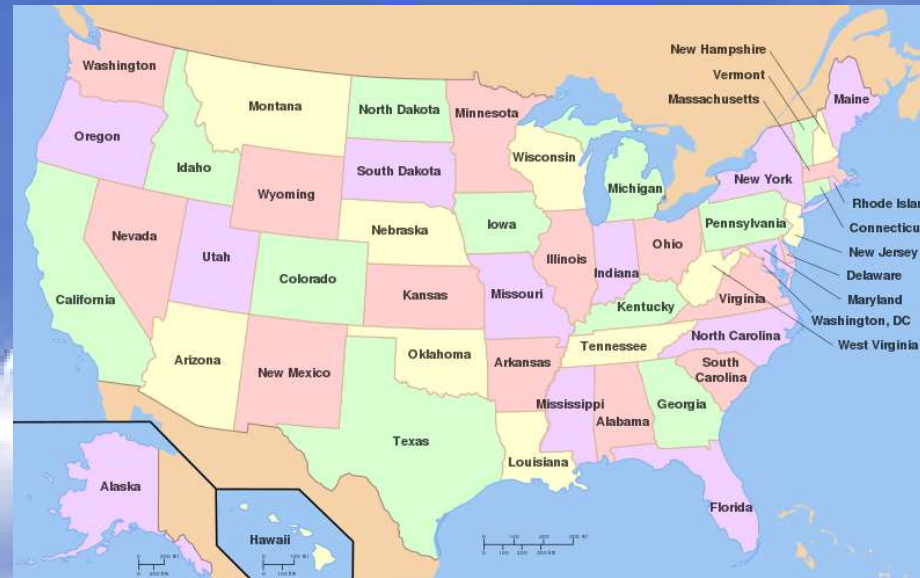 New Hampshire
Vermont
Massachusetts
Washington
Montana
North Dakota
Minnesota
Maine
Oregon
Idaho
Wisconsin
South Dakota
Michigan
New York
Wyoming
Rhode Islan
Iowa
Pennsylvania
Connecticu
Nebraska
Nevada
Ohio
New Jersey
Utah
Illinois
Indiana
Delaware
Colorado
California
Kansas
Missouri
Virginia
Maryland
Kentucky
Washington, DC
North Carolina
West Virginia
Tennessee
Arizona
Oklahoma
Arkansas
New Mexico
South
Carolina
Mississippi
Georgia
Alabama
Texas
Louisiana
Alaska
Florida
Hawaii